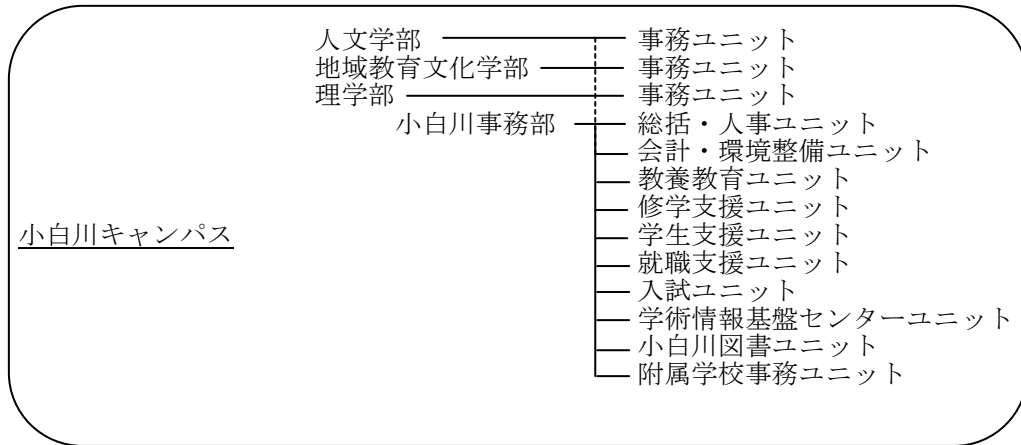 人文学部 事務ユニット
地域教育文化学部 事務ユニット
理学部 事務ユニット
小白川事務部 総括・人事ユニット
会計・環境整備ユニット
教養教育ユニット
修学支援ユニット
小白川キャンパス
学生支援ユニット
就職支援ユニット
入試ユニット
学術情報基盤センターユニット
小白川図書ユニット
附属学校事務ユニット